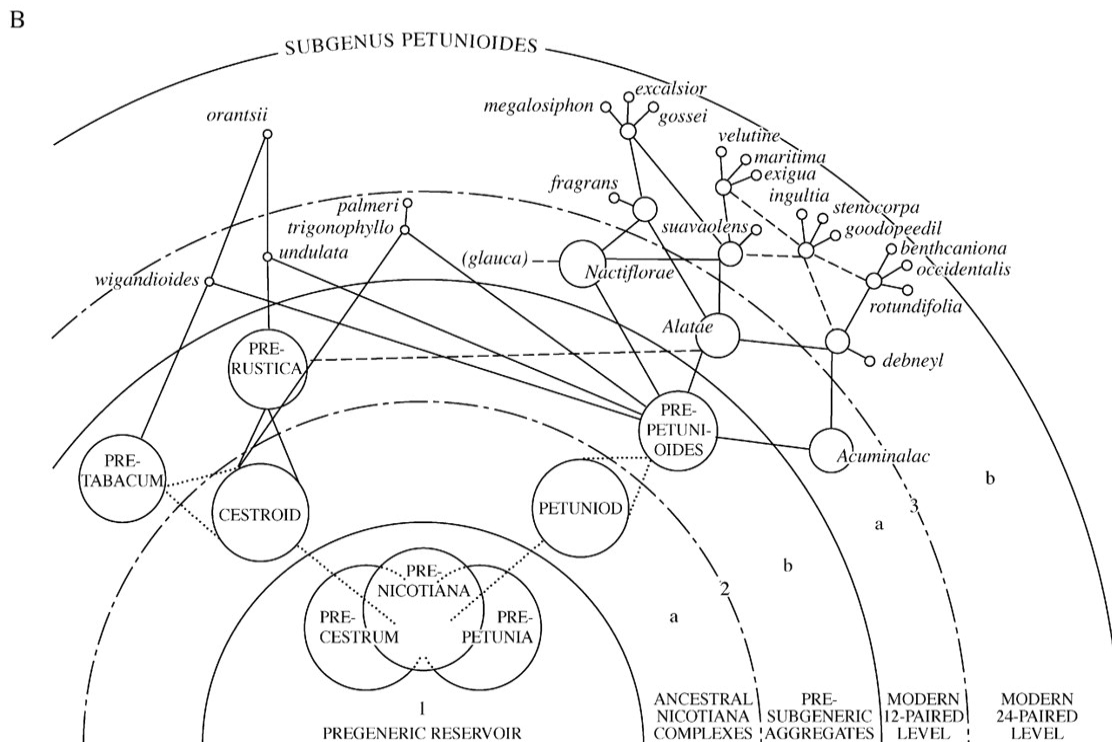 B
SUBGENUS PETUNIOIDES
orantsii
megalosiphon
excalsior
gossei
velutine
maritima
exigua
fragrans
ingultia
stenocorpa
goodopeedil
palmeri
trigonophyllo
suavaolens
benthcaniona
occidentalis
rotundifolia
undulata
wigandioides
(glauca)
Nactiflorae
Alatae
debneyl
PRE-
RUSTICA
PRE-
PETUNI-
OIDES
Acuminalac
PRE-
TABACUM
CESTROID
PETUNIOD
b
3
a
b
2
a
PRE-
NICOTIANA
PRE-
CESTRUM
PRE-
PETUNIA
1
PREGENERIC RESERVOIR
ANCESTRAL
NICOTIANA
COMPLEXES
PRE-
SUBGENERIC
AGGREGATES
MODERN
12-PAIRED
LEVEL
MODERN
24-PAIRED
LEVEL